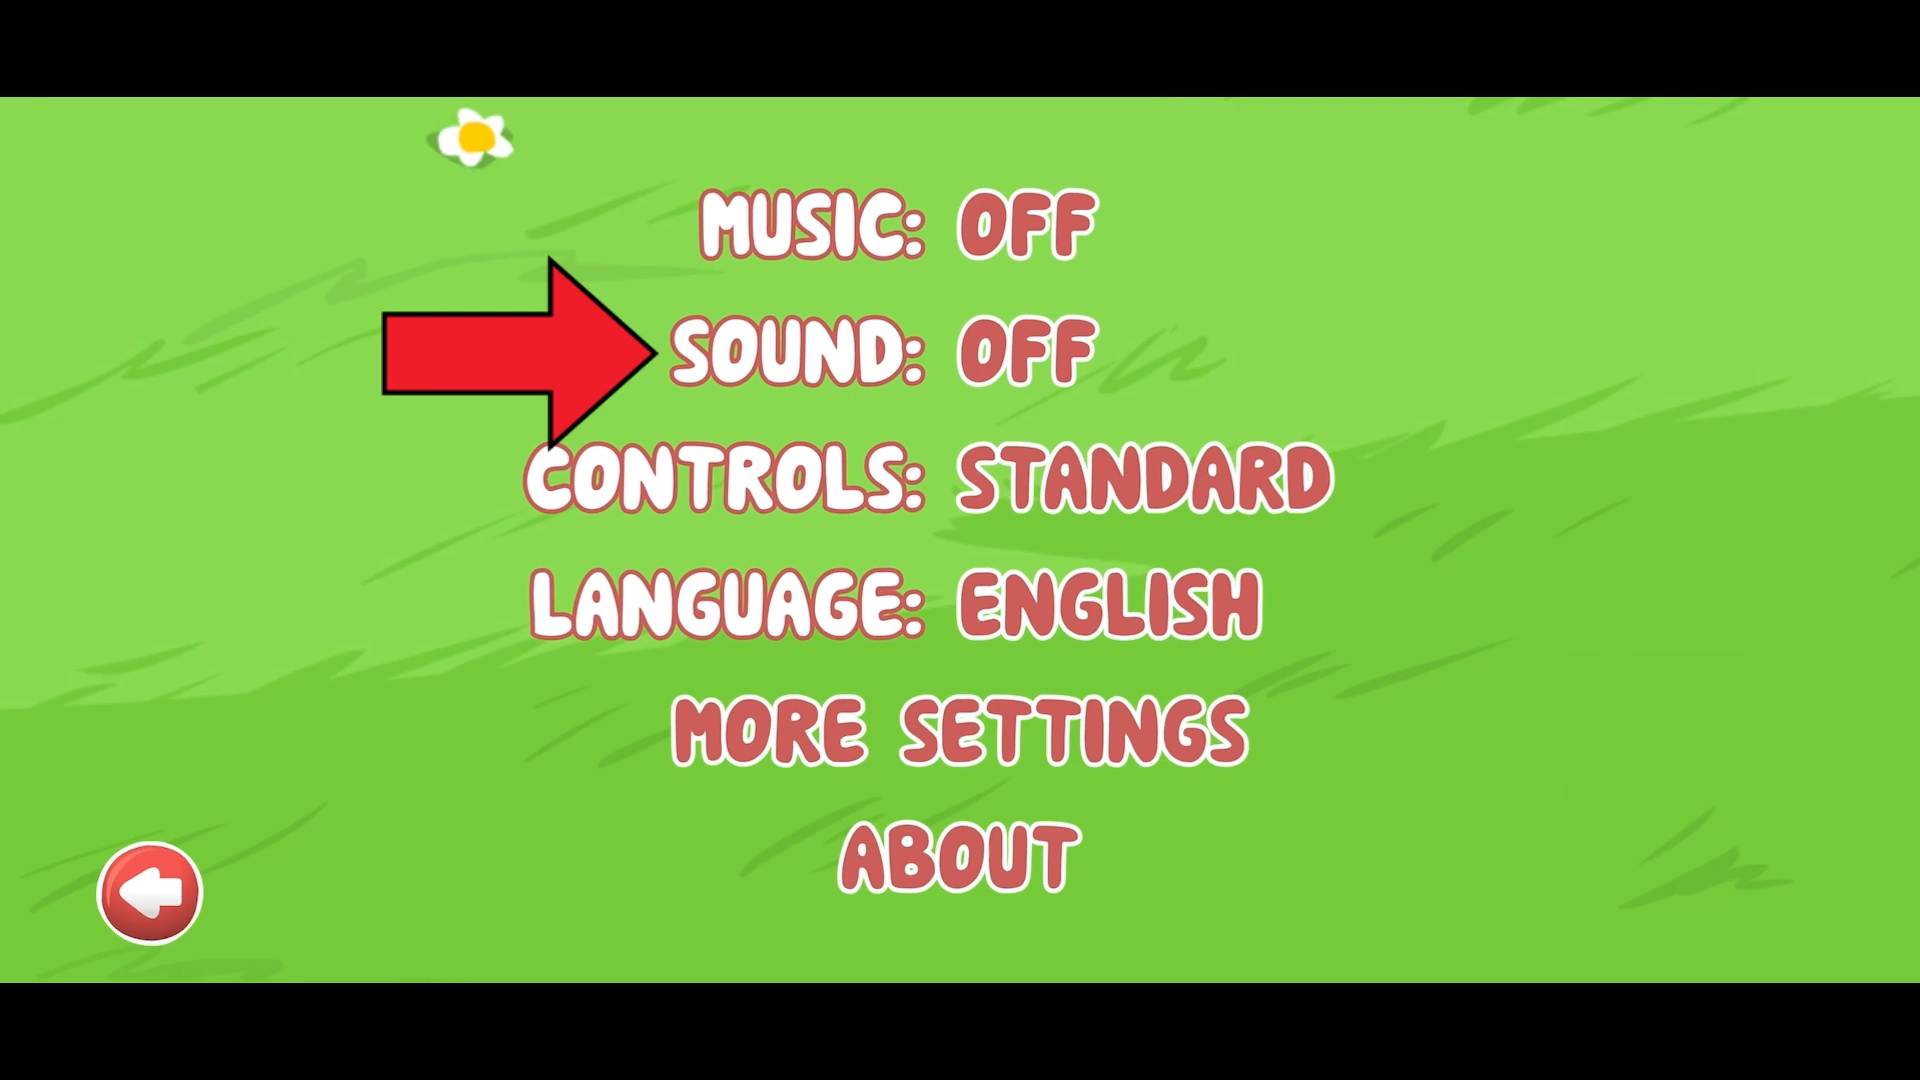 MUSIC: OFF
SOUND: OFF
CONTROLS: STANDARD
LANGUAGE: ENGLISH
MORE SETTINGS
ABOUT